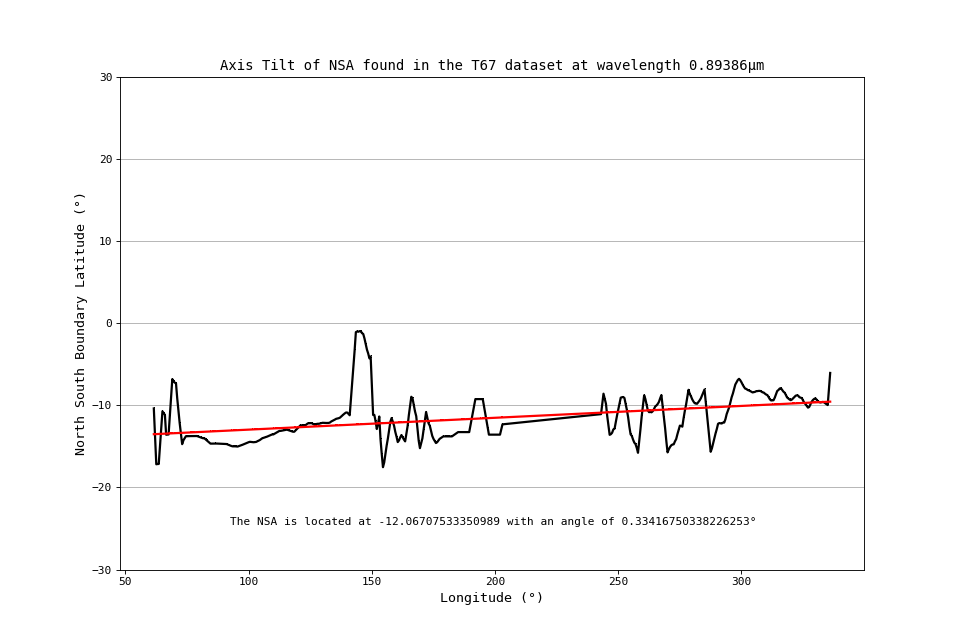 Axis Tilt of NSA found in the T67 dataset at wavelength 0.89386μm
North South Boundary Latitude (°)
30
20
10
0
−10
−20
−30
The NSA is located at -12.06707533350989 with an angle of 0.33416750338226253°
50 100 150 200 250 300
Longitude (°)